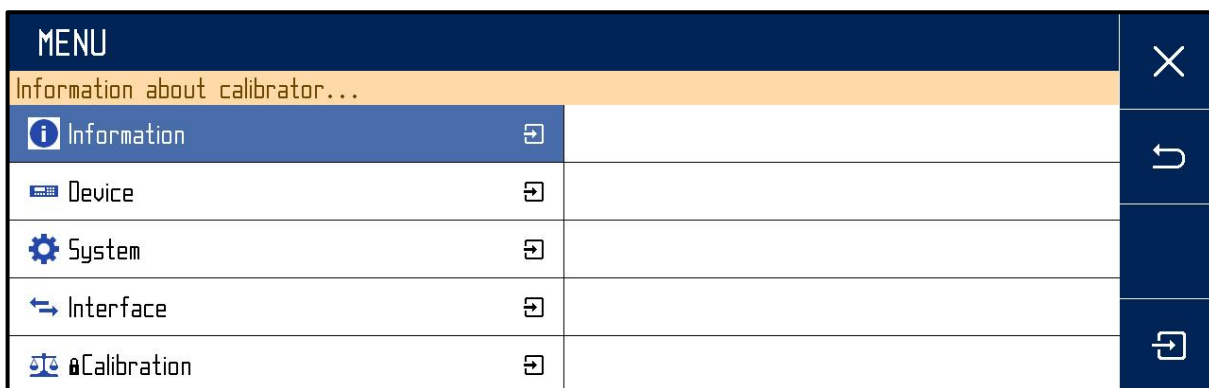 MENU
Information about calibrator...
Information
Device
System
Interface
Calibration